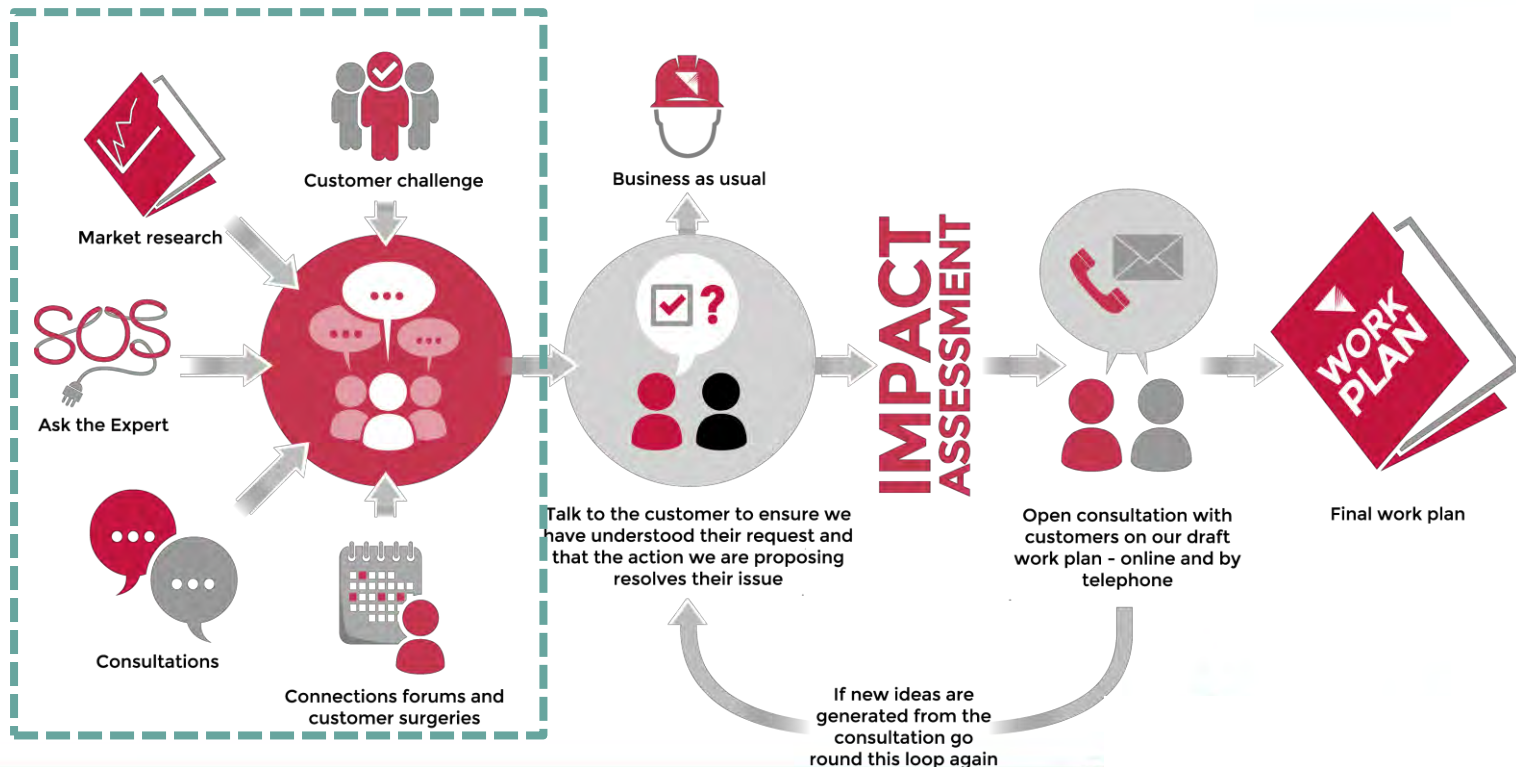 Market research
Customer challenge
SOS
Ask the Expert
Consultations
Connections forums and
customer surgeries
Business as usual
?
Talk to the customer to ensure we
have understood their request and
that the action we are proposing
resolves their issue
IMPACT
ASSESSMENT
Open consultation with
customers on our draft
work plan - online and by
telephone
If new ideas are
generated from the
consultation go
round this loop again
WORK
PLAN
Final work plan